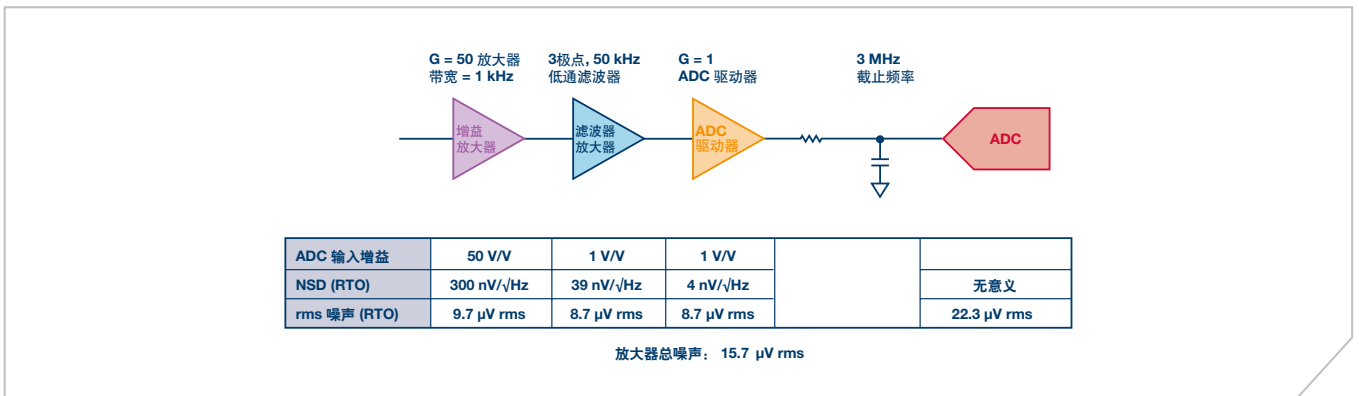 G = 50 放大器
带宽 = 1 kHz
3极点, 50 kHz
低通滤波器
G = 1
ADC 驱动器
3 MHz
截止频率
增益
放大器
滤波器
放大器
ADC
驱动器
ADC
ADC 输入增益 50 V/V 1 V/V 1 V/V
NSD (RTO) 300 nV/√Hz 39 nV/√Hz 4 nV/√Hz 无意义
rms 噪声 (RTO) 9.7 µV rms 8.7 µV rms 8.7 µV rms 22.3 µV rms
放大器总噪声： 15.7 µV rms